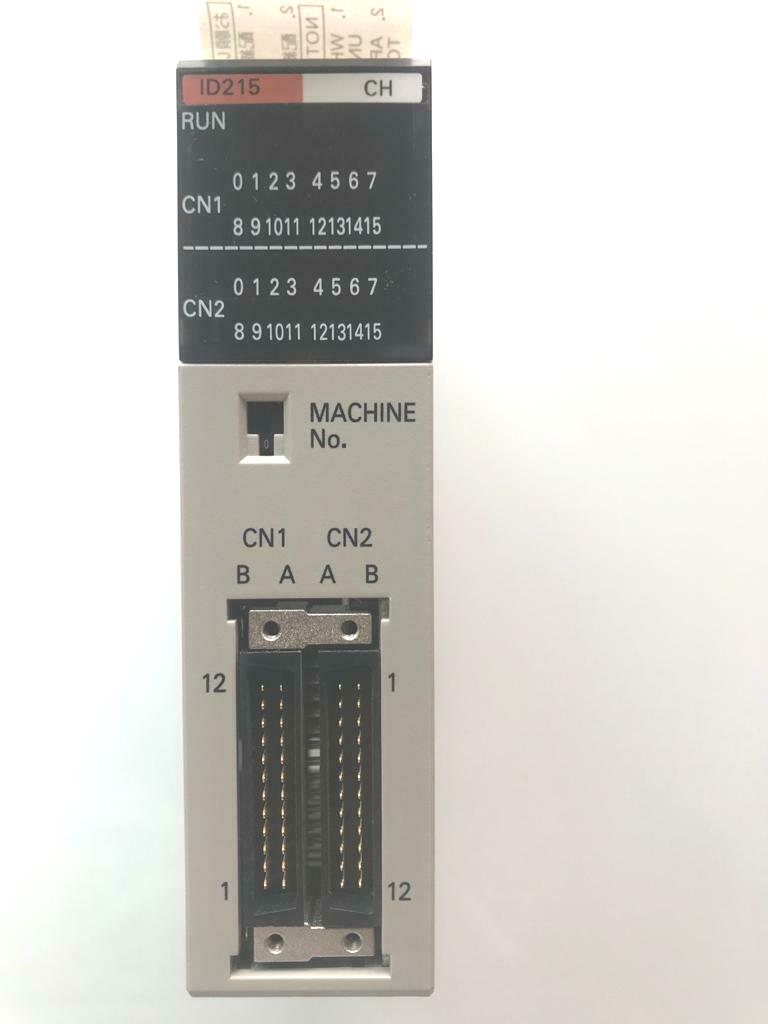 NOT
ID215 CH
RUN
0 1 2 3 4 5 6 7
CN1
8 9 10 11 12 13 14 15
0 1 2 3 4 5 6 7
CN2
8 9 10 11 12 13 14 15
MACHINE
No.
0
CN1 CN2
B A A B
12 1
1 12